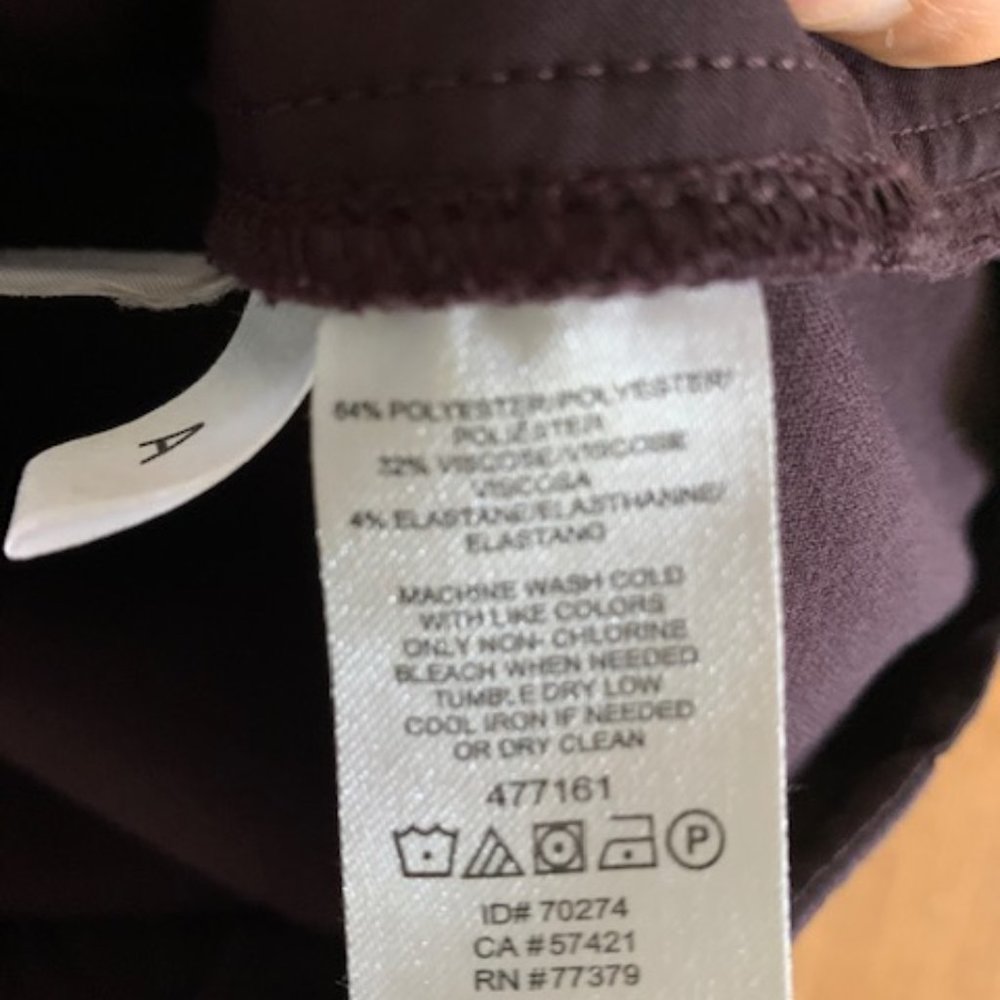 A
64% POLYESTER/POLYESTER/
POLIÉSTER
32% VISCOSE/VISCOSE
VISCOSA
4% ELASTANE/ELASTHANNE/
ELASTANO
MACHINE WASH COLD
WITH LIKE COLORS
ONLY NON- CHLORINE
BLEACH WHEN NEEDED
TUMBLE DRY LOW
COOL IRON IF NEEDED
OR DRY CLEAN
477161
P
ID# 70274
CA #57421
RN #77379